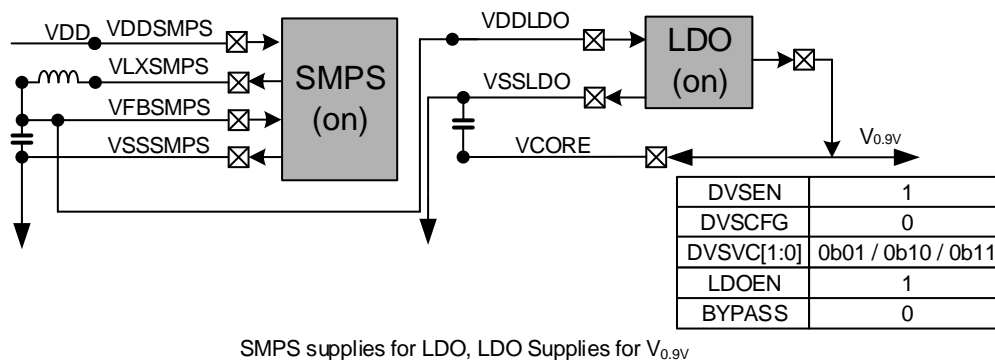 VDD VDDSMPS
VLXSMPS
VFBSMPS
VSSSMPS
SMPS
(on)
VDDLDO
VSSLDO
VCORE
LDO
(on)
V0.9V
DVSEN 1
DVSCFG 0
DVSVC[1:0] 0b01 / 0b10 / 0b11
LDOEN 1
BYPASS 0
SMPS supplies for LDO, LDO Supplies for V0.9V